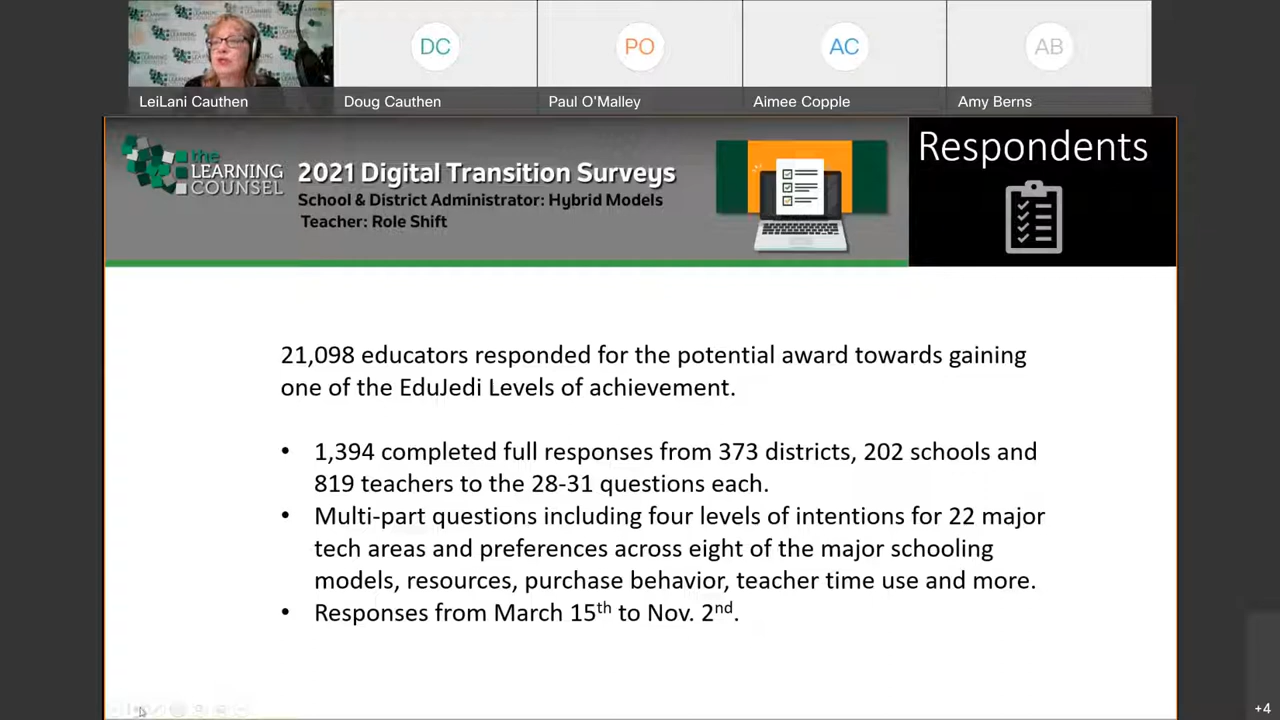 DC
PO
AC
AB
LeiLani Cauthen
Doug Cauthen
Paul O'Malley
Aimee Copple
Amy Berns
the
LEARNING
COUNSEL
2021 Digital Transition Surveys
School & District Administrator: Hybrid Models
Teacher: Role Shift
Respondents
21,098 educators responded for the potential award towards gaining
one of the EduJedi Levels of achievement.
• 1,394 completed full responses from 373 districts, 202 schools and
819 teachers to the 28-31 questions each.
• Multi-part questions including four levels of intentions for 22 major
tech areas and preferences across eight of the major schooling
models, resources, purchase behavior, teacher time use and more.
• Responses from March 15th to Nov. 2nd.
+4